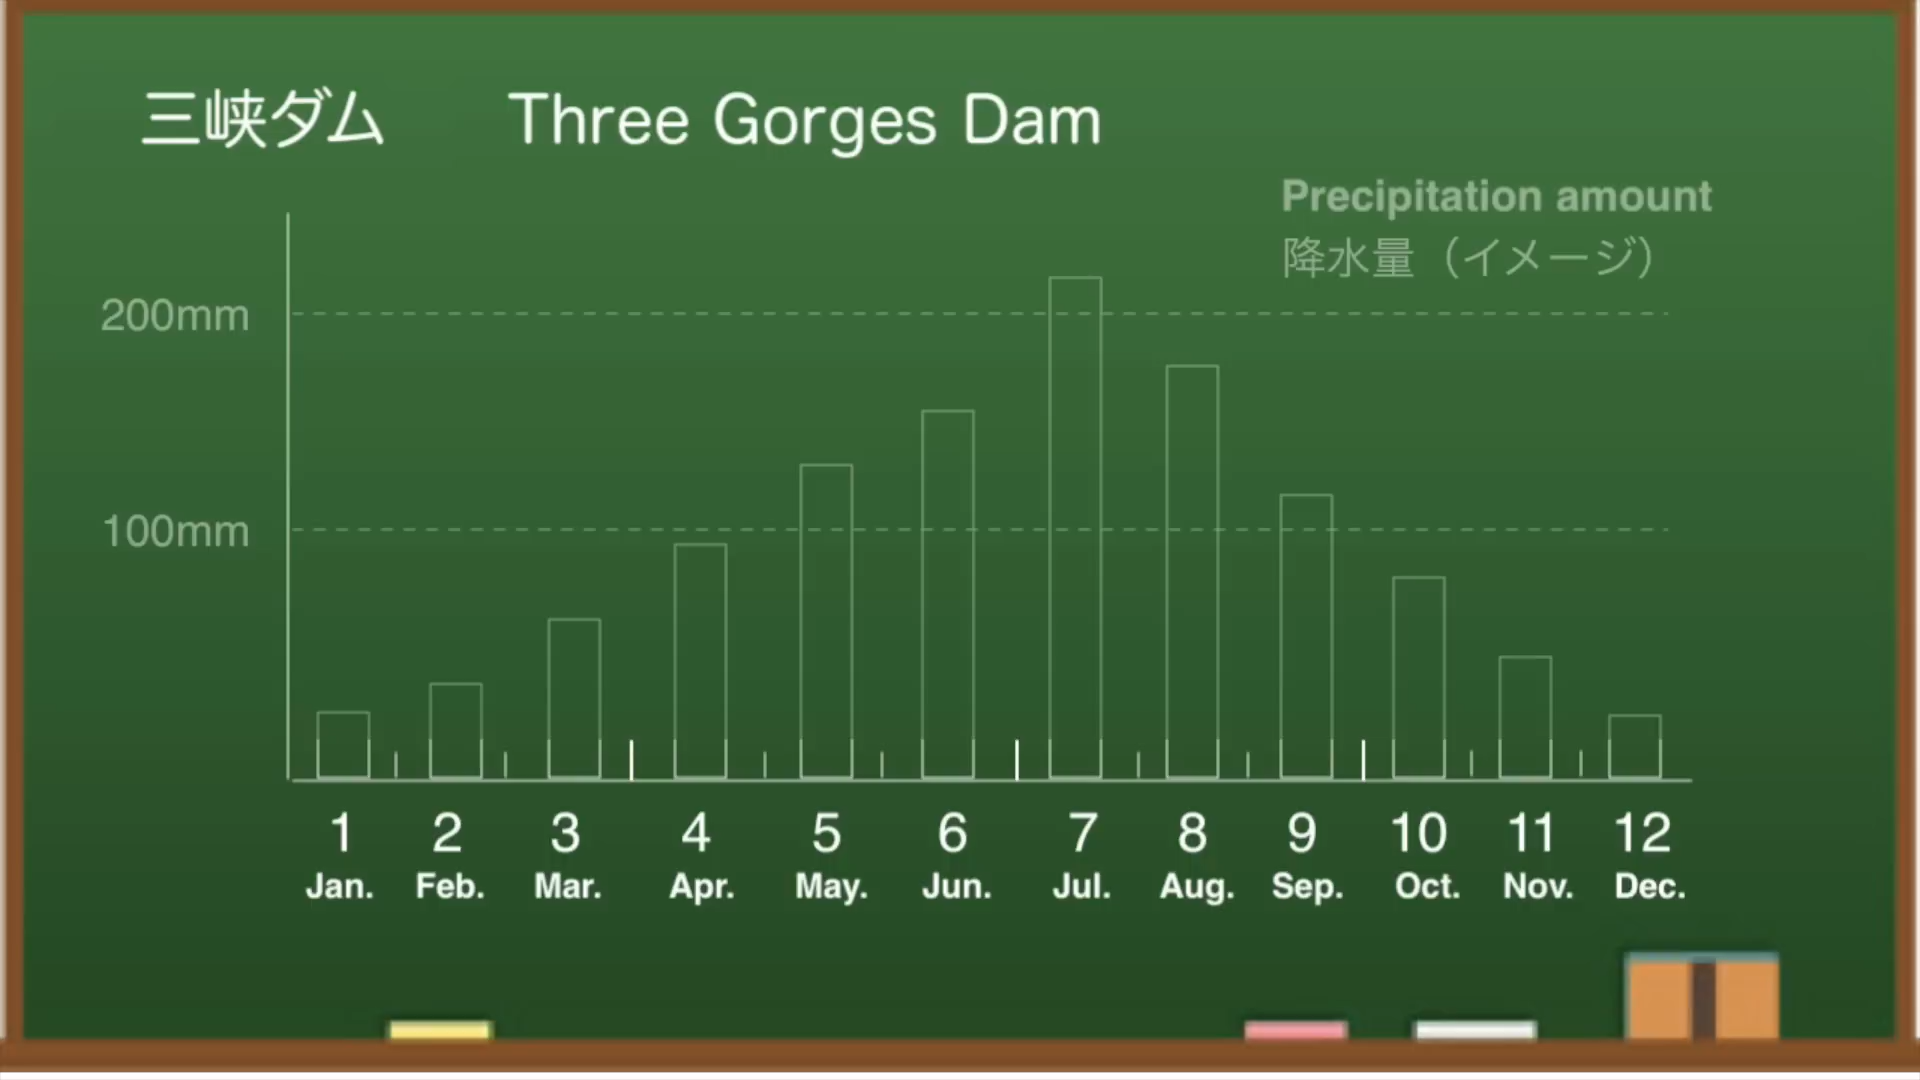 三峡ダム Three Gorges Dam
Precipitation amount
降水量（イメージ）
200mm
100mm
1 2 3 4 5 6 7 8 9 10 11 12
Jan. Feb. Mar. Apr. May. Jun. Jul. Aug. Sep. Oct. Nov. Dec.